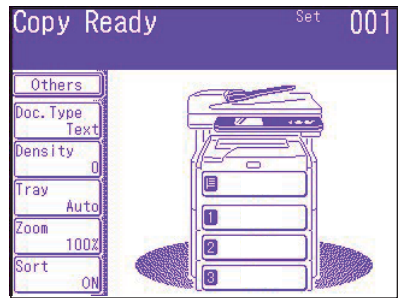 Copy Ready
Set 001
Others
Doc.Type
Text
Density
0
Tray
Auto
Zoom
100%
Sort
ON
1
2
3